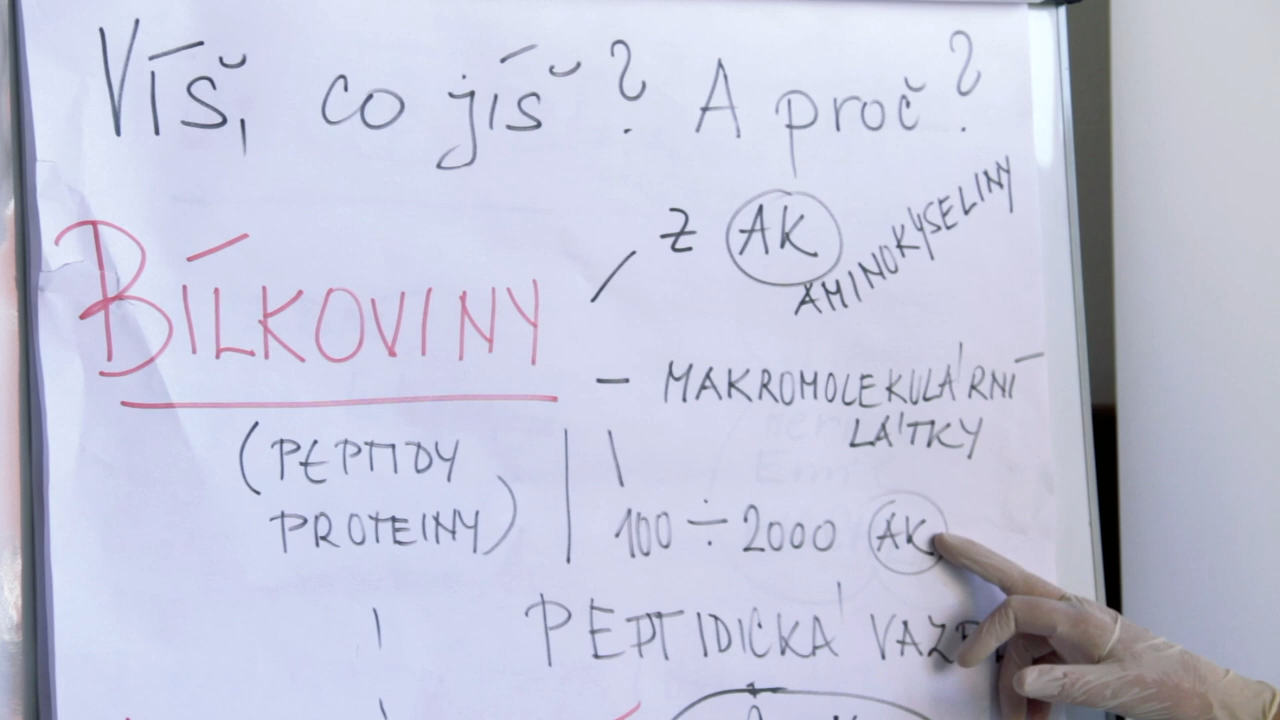 Víš, co jíš? A proč?
z AK
AMINOKYSELINY
BÍLKOVINY
- MAKROMOLEKULÁRNÍ
LÁTKY
(PEPTIDY
PROTEINY)
100 ÷ 2000 AK
PEPTIDICKÁ